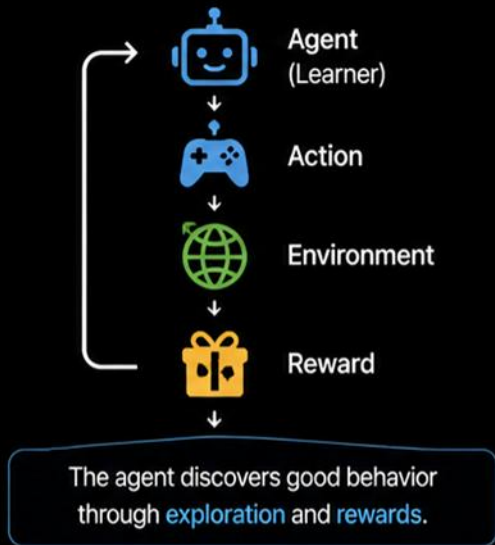 Agent
(Learner)
Action
Environment
Reward
The agent discovers good behavior
through exploration and rewards.